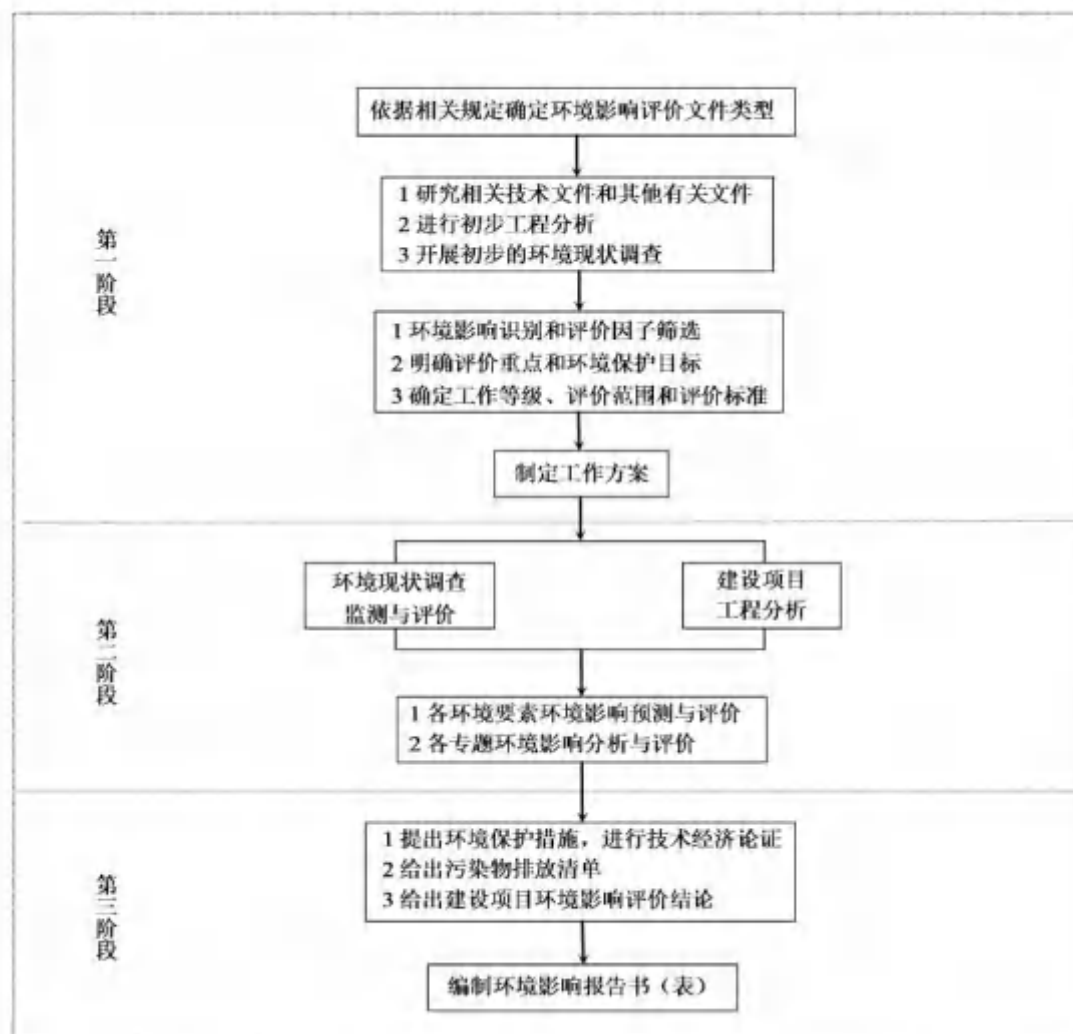 依据相关规定确定环境影响评价文件类型
1 研究相关技术文件和其他有关文件
2 进行初步工程分析
3 开展初步的环境现状调查
第一阶段
1 环境影响识别和评价因子筛选
2 明确评价重点和环境保护目标
3 确定工作等级、评价范围和评价标准
制定工作方案
环境现状调查
监测与评价
建设项目
工程分析
第二阶段
1 各环境要素环境影响预测与评价
2 各专题环境影响分析与评价
1 提出环境保护措施，进行技术经济论证
2 给出污染物排放清单
3 给出建设项目环境影响评价结论
第三阶段
编制环境影响报告书（表）